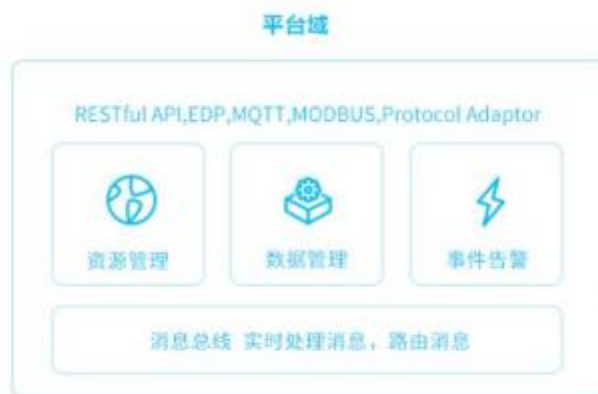 平台域
RESTful API,EDP,MQTT,MODBUS,Protocol Adaptor
资源管理
数据管理
事件告警
消息总线 实时处理消息，路由消息